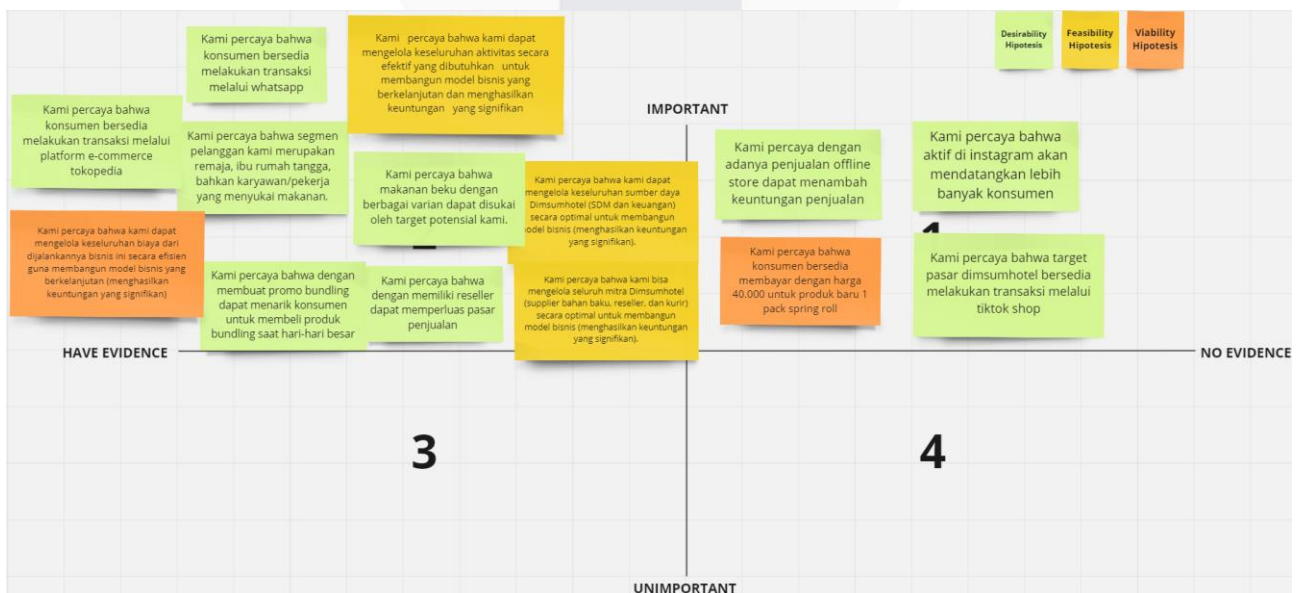 Kami percaya bahwa
konsumen bersedia
melakukan transaksi
melalui whatsapp
Kami percaya bahwa kami dapat
mengelola keseluruhan aktivitas secara
efektif yang dibutuhkan untuk
membangun model bisnis yang
berkelanjutan dan menghasilkan
keuntungan yang signifikan
Desirability
Hipotesis
Feasibility
Hipotesis
Viability
Hipotesis
IMPORTANT
Kami percaya bahwa
konsumen bersedia
melakukan transaksi melalui
platform e-commerce
tokopedia
Kami percaya bahwa segmen
pelanggan kami merupakan
remaja, ibu rumah tangga,
bahkan karyawan/pekerja
yang menyukai makanan.
Kami percaya bahwa
makanan beku dengan
berbagai varian dapat disukai
oleh target potensial kami.
Kami percaya bahwa kami dapat
mengelola keseluruhan sumber daya
Dimsumhotel (SDM dan keuangan)
secara optimal untuk membangun
model bisnis (menghasilkan keuntungan
yang signifikan).
Kami percaya dengan
adanya penjualan offline
store dapat menambah
keuntungan penjualan
Kami percaya bahwa
aktif di instagram akan
mendatangkan lebih
banyak konsumen
Kami percaya bahwa kami dapat
mengelola keseluruhan biaya dari
dijalankannya bisnis ini secara efisien
guna membangun model bisnis yang
berkelanjutan (menghasilkan
keuntungan yang signifikan)
Kami percaya bahwa dengan
membuat promo bundling
dapat menarik konsumen
untuk membeli produk
bundling saat hari-hari besar
Kami percaya bahwa
dengan memiliki reseller
dapat memperluas pasar
penjualan
Kami percaya bahwa kami bisa
mengelola seluruh mitra Dimsumhotel
(supplier bahan baku, reseller, dan kurir)
secara optimal untuk membangun
model bisnis (menghasilkan keuntungan
yang signifikan).
Kami percaya bahwa
konsumen bersedia
membayar dengan harga
40.000 untuk produk baru 1
pack spring roll
Kami percaya bahwa target
pasar dimsumhotel bersedia
melakukan transaksi melalui
tiktok shop
HAVE EVIDENCE
NO EVIDENCE
3
4
UNIMPORTANT